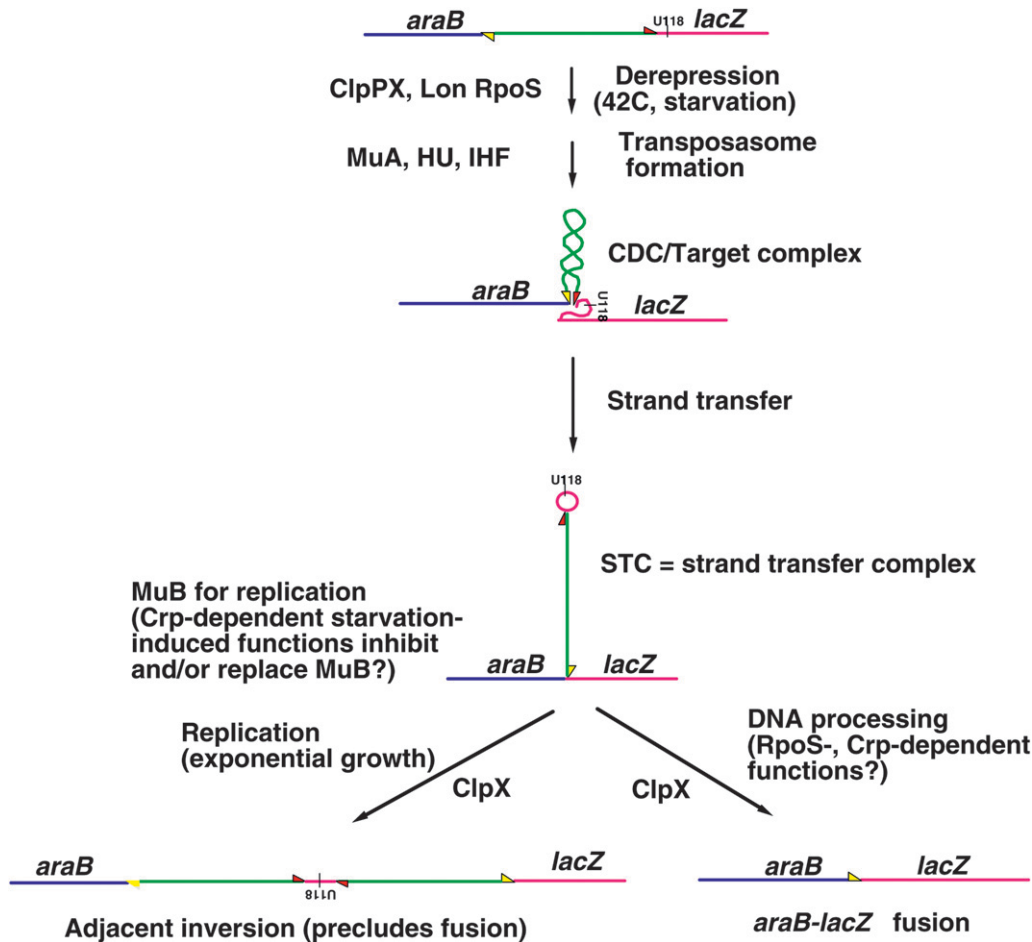 araB
U118
lacZ
ClpPX, Lon RpoS
Derepression
(42C, starvation)
MuA, HU, IHF
Transposasome
formation
CDC/Target complex
araB
U118
lacZ
Strand transfer
U118
STC = strand transfer complex
MuB for replication
(Crp-dependent starvation-
induced functions inhibit
and/or replace MuB?)
araB
lacZ
Replication
(exponential growth)
ClpX
ClpX
DNA processing
(RpoS-, Crp-dependent
functions?)
araB
U118
lacZ
Adjacent inversion (precludes fusion)
araB
lacZ
araB-lacZ fusion